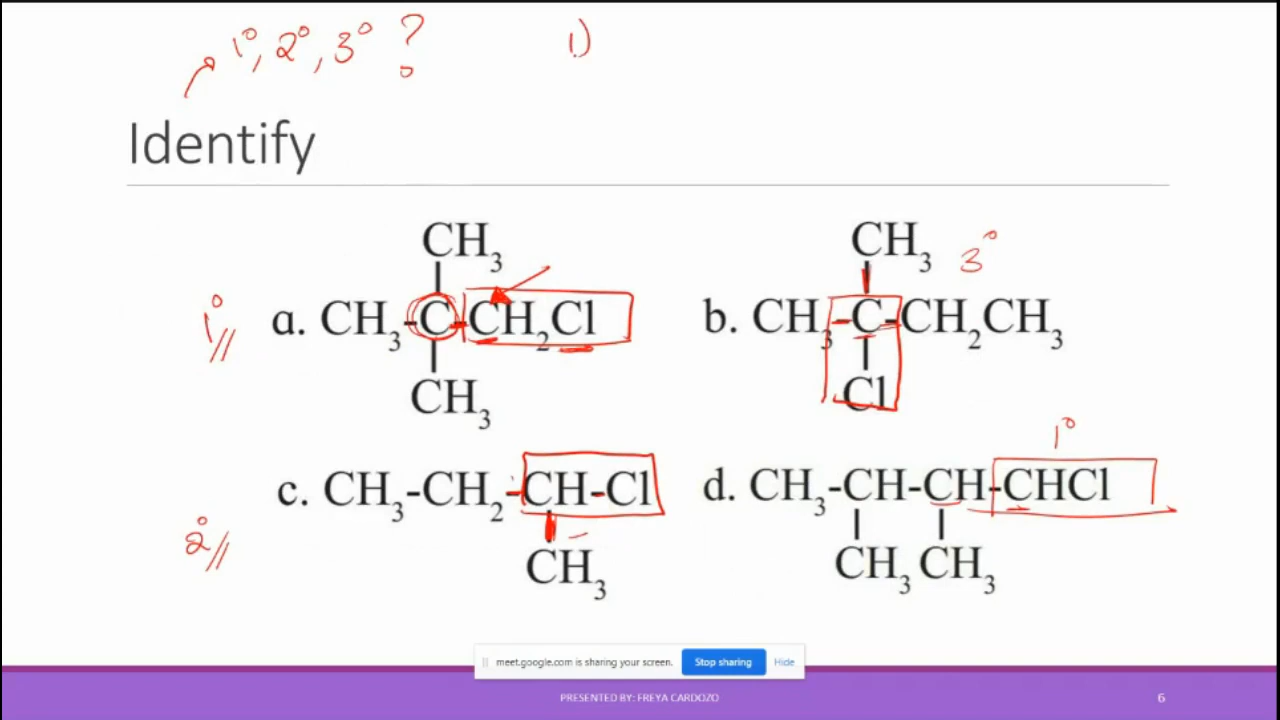 1°, 2°, 3° ?
1.)
Identify
CH₃
CH₃
3°
1°
a. CH₃-C-CH₂Cl
b. CH₃-C-CH₂CH₃
CH₃
Cl
1°
c. CH₃-CH₂-CH-Cl
d. CH₃-CH-CH-CHCl
2°
CH₃
CH₃ CH₃
meet.google.com is sharing your screen.
Stop sharing
Hide
PRESENTED BY: FREYA CARDOZO
6